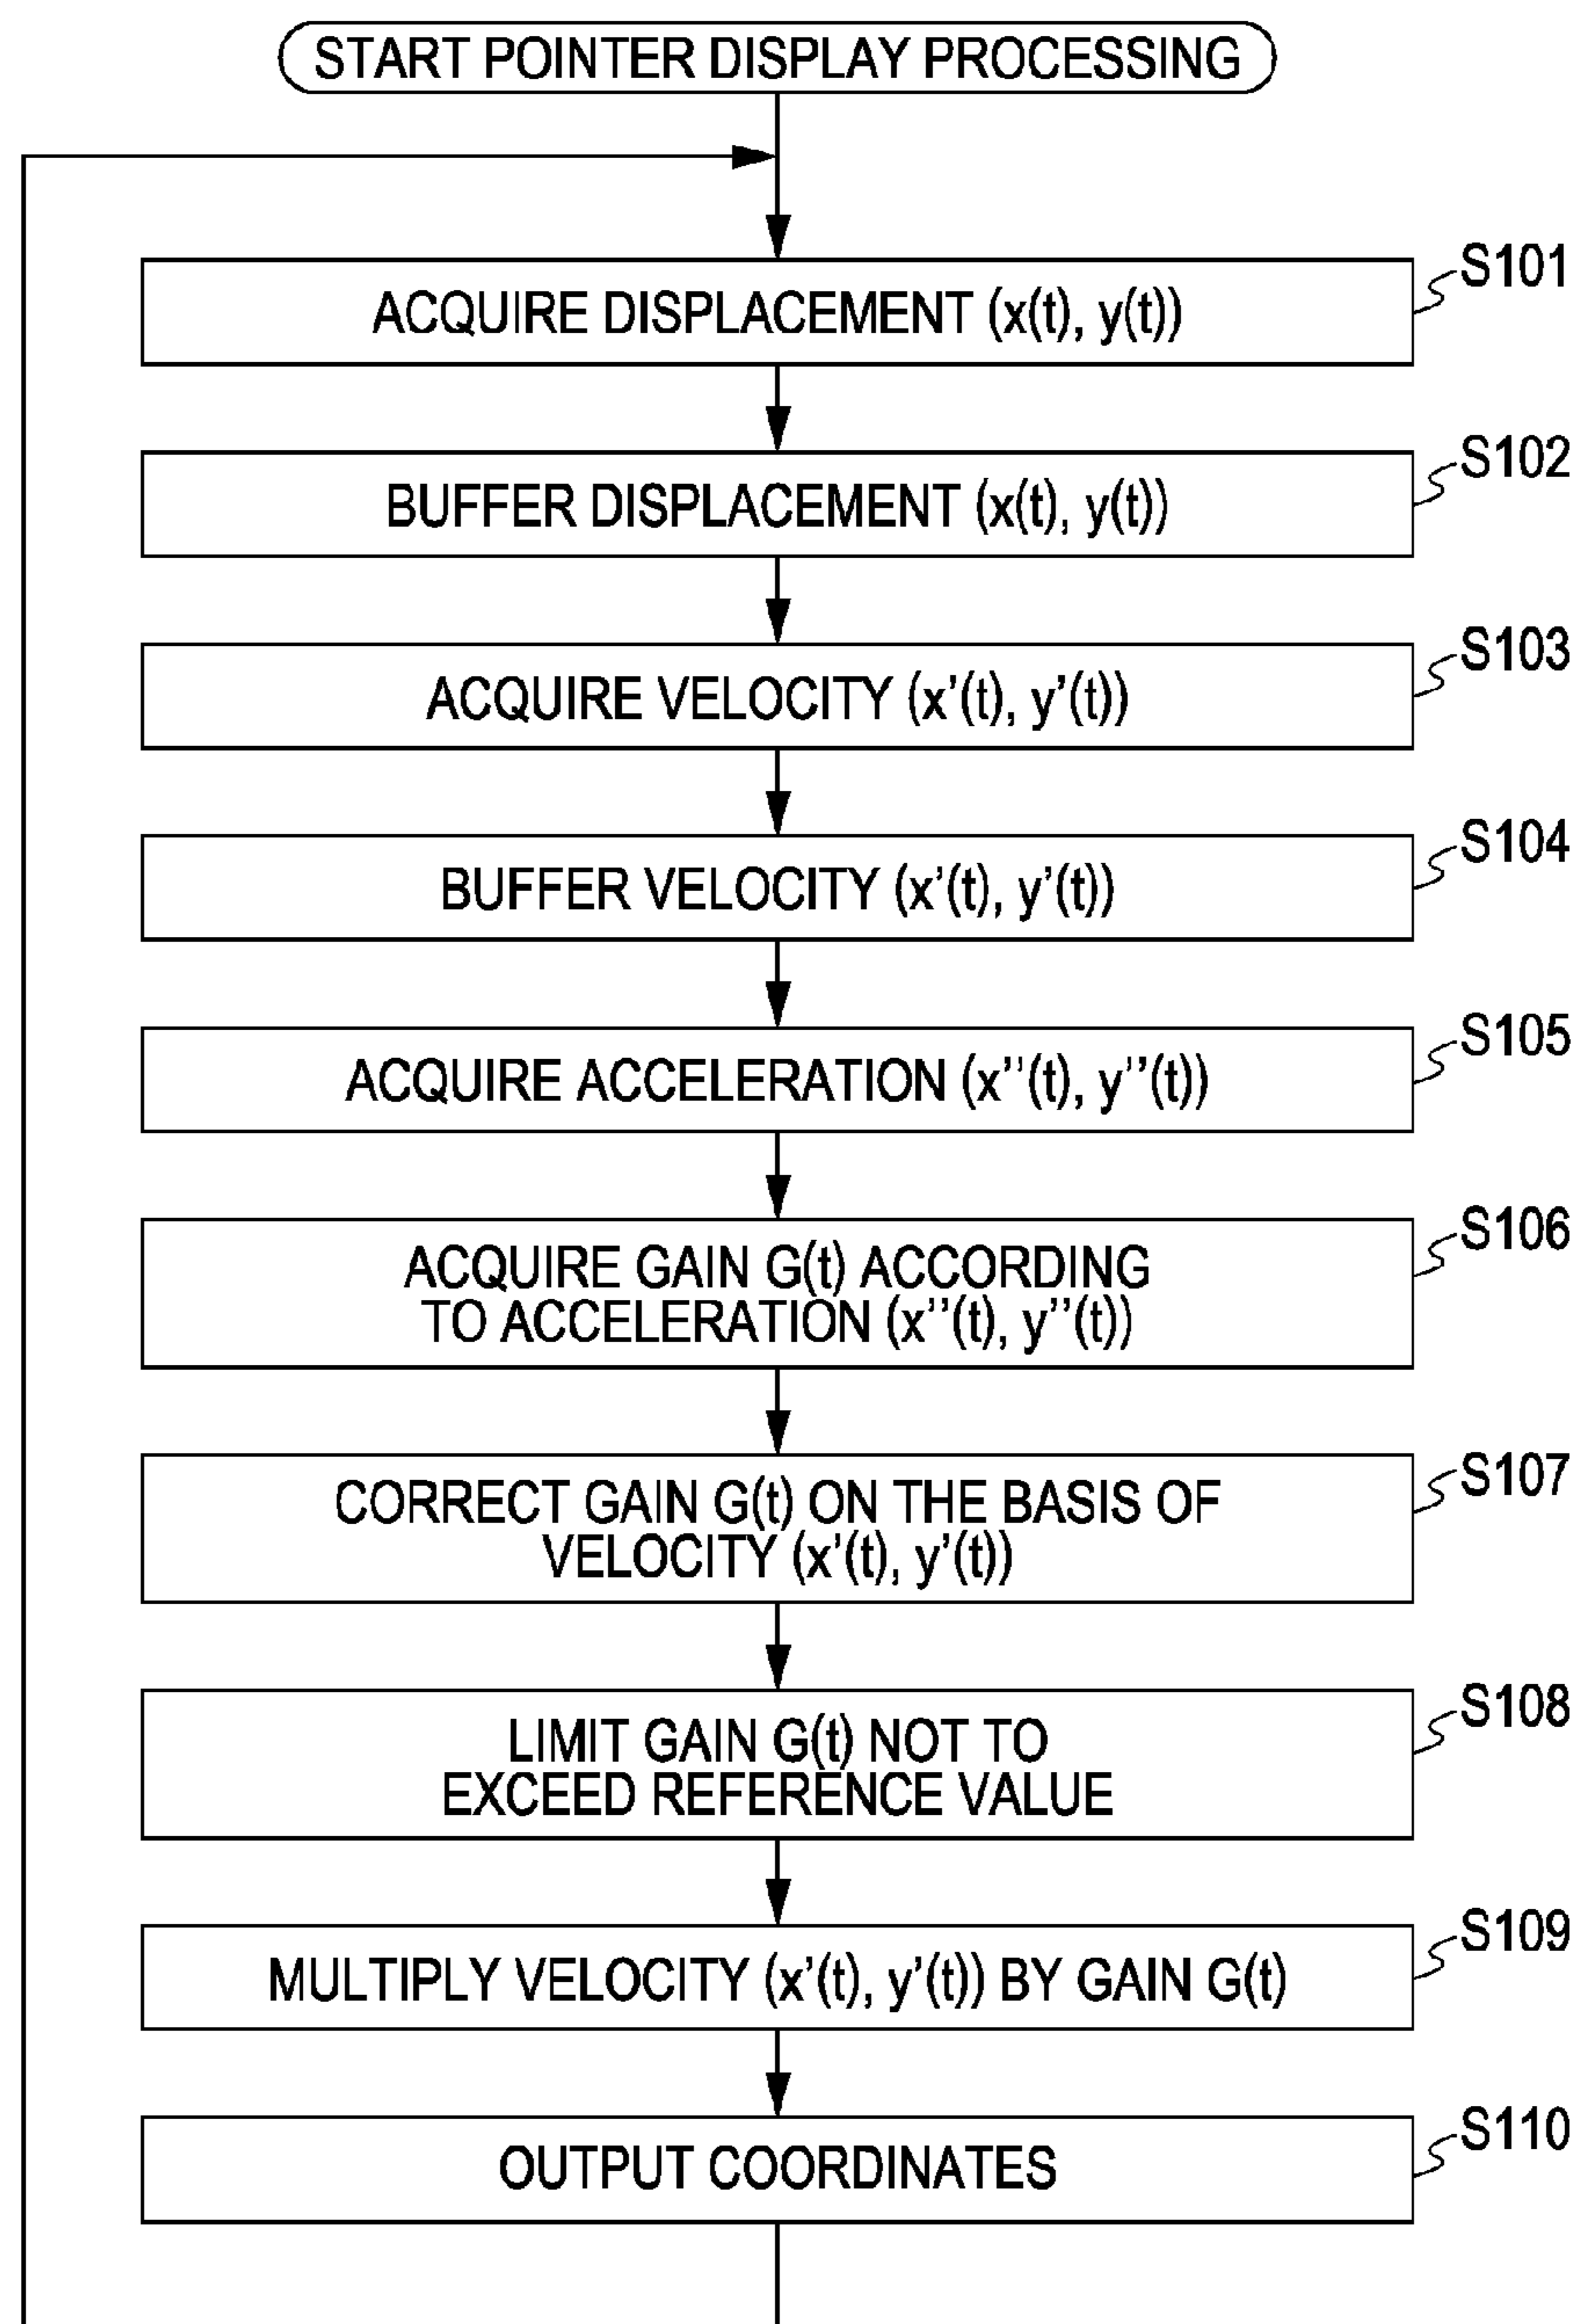 START POINTER DISPLAY PROCESSING
S101
ACQUIRE DISPLACEMENT (x(t), y(t))
S102
BUFFER DISPLACEMENT (x(t), y(t))
S103
ACQUIRE VELOCITY (x’(t), y’(t))
S104
BUFFER VELOCITY (x’(t), y’(t))
S105
ACQUIRE ACCELERATION (x’’(t), y’’(t))
S106
ACQUIRE GAIN G(t) ACCORDING
TO ACCELERATION (x’’(t), y’’(t))
S107
CORRECT GAIN G(t) ON THE BASIS OF
VELOCITY (x’(t), y’(t))
S108
LIMIT GAIN G(t) NOT TO
EXCEED REFERENCE VALUE
S109
MULTIPLY VELOCITY (x’(t), y’(t)) BY GAIN G(t)
S110
OUTPUT COORDINATES